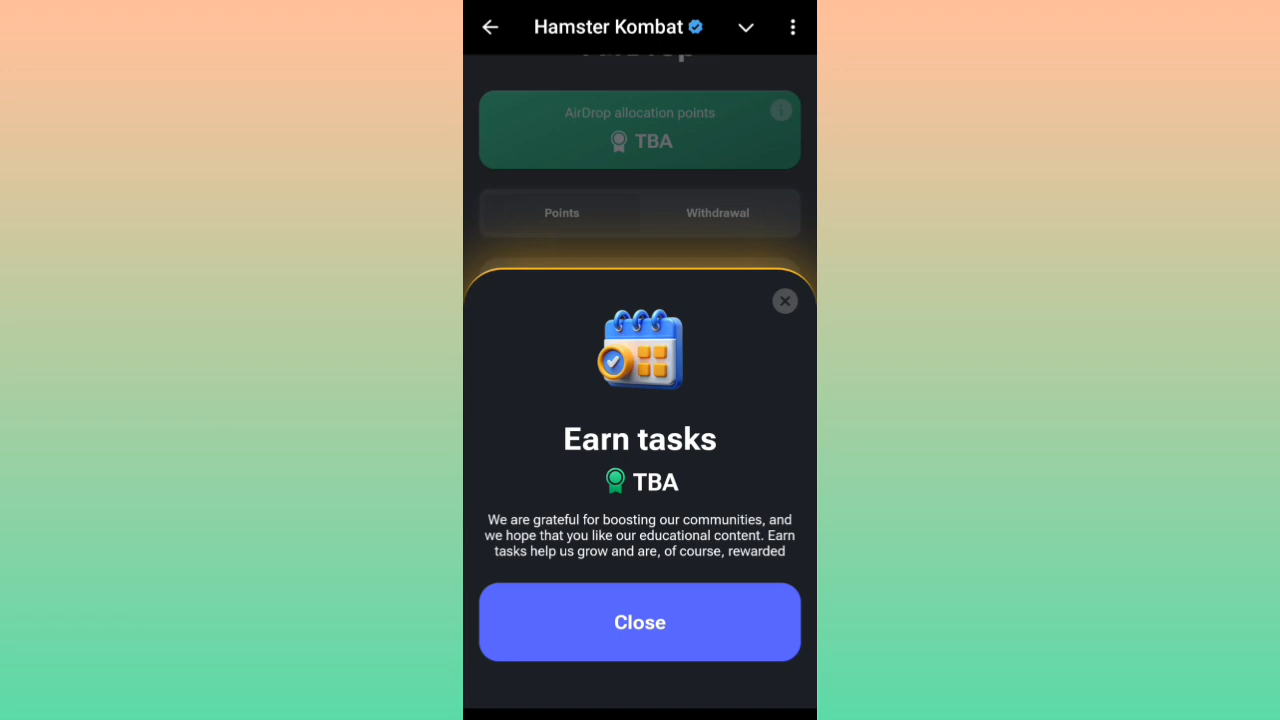 Hamster Kombat
AirDrop allocation points
TBA
Points
Withdrawal
Earn tasks
TBA
We are grateful for boosting our communities, and
we hope that you like our educational content. Earn
tasks help us grow and are, of course, rewarded
Close